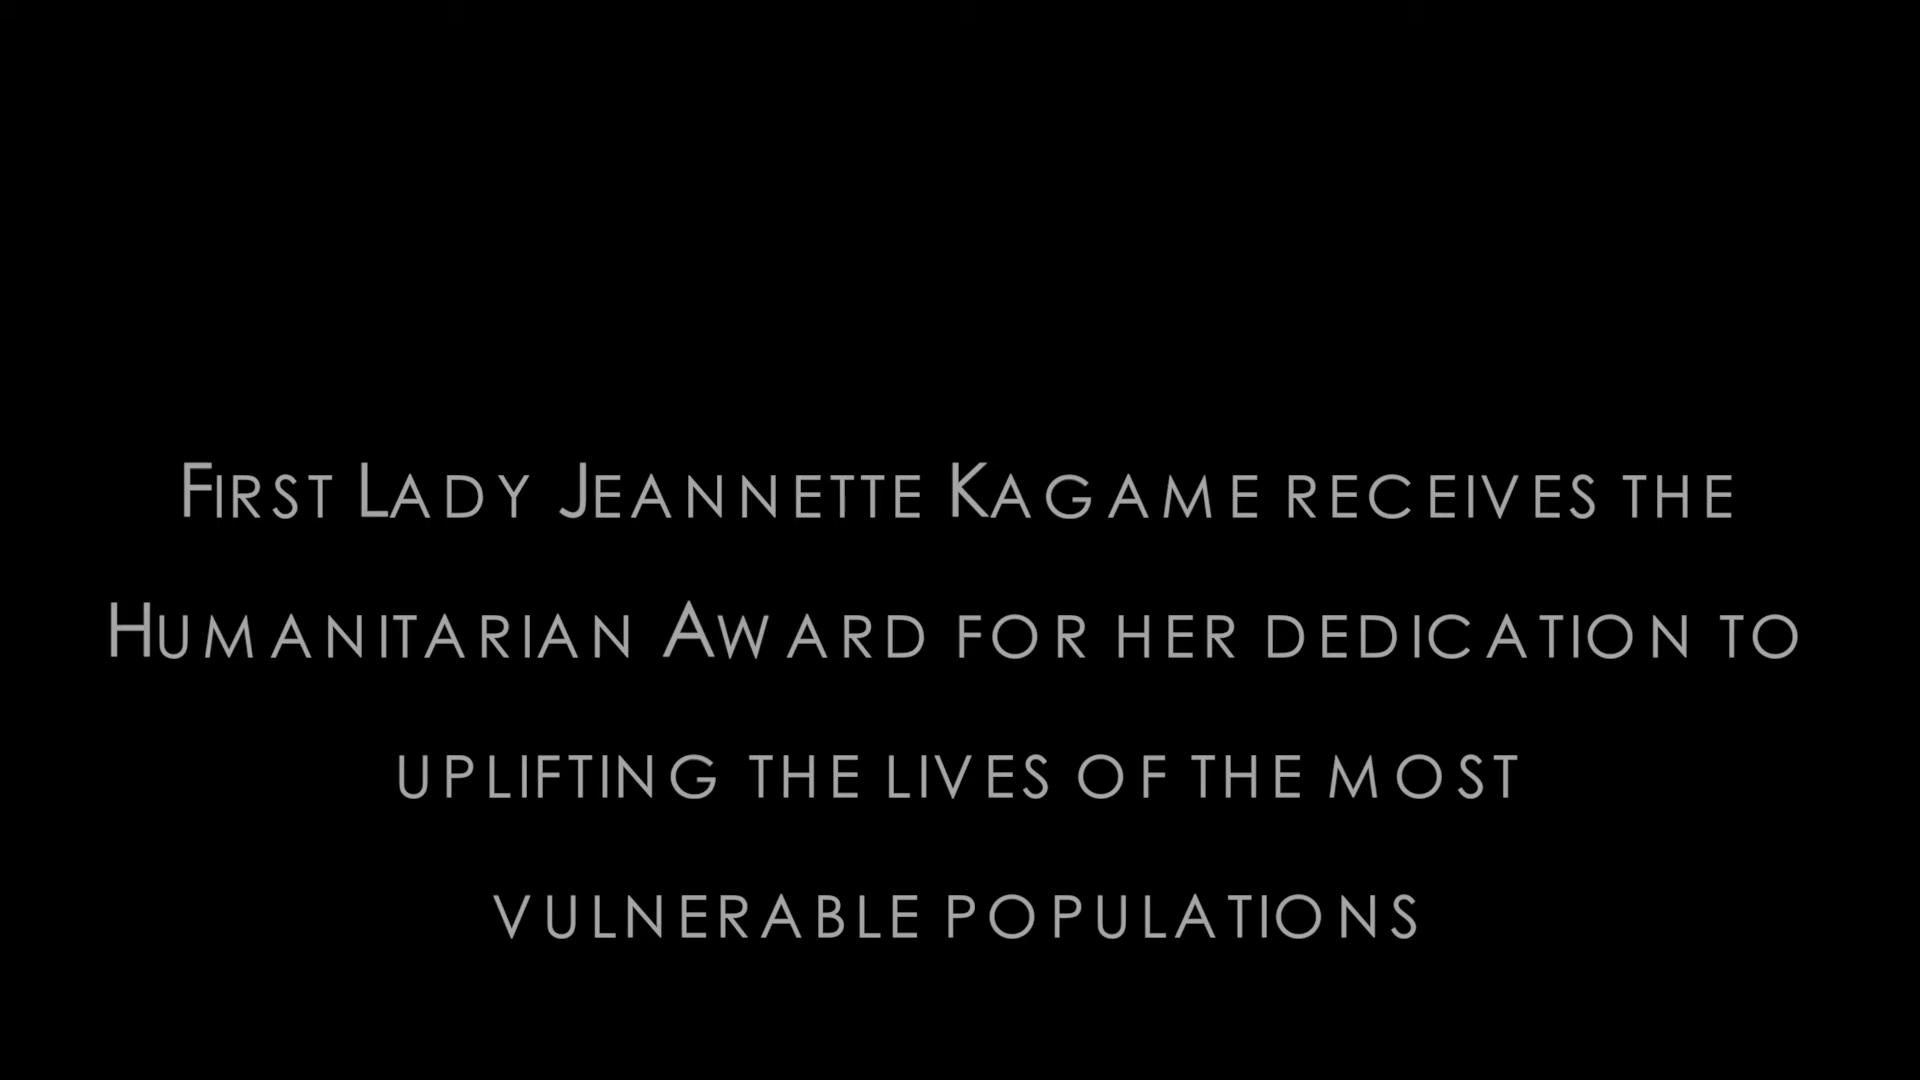 First Lady Jeannette Kagame receives the
Humanitarian Award for her dedication to
uplifting the lives of the most
vulnerable populations